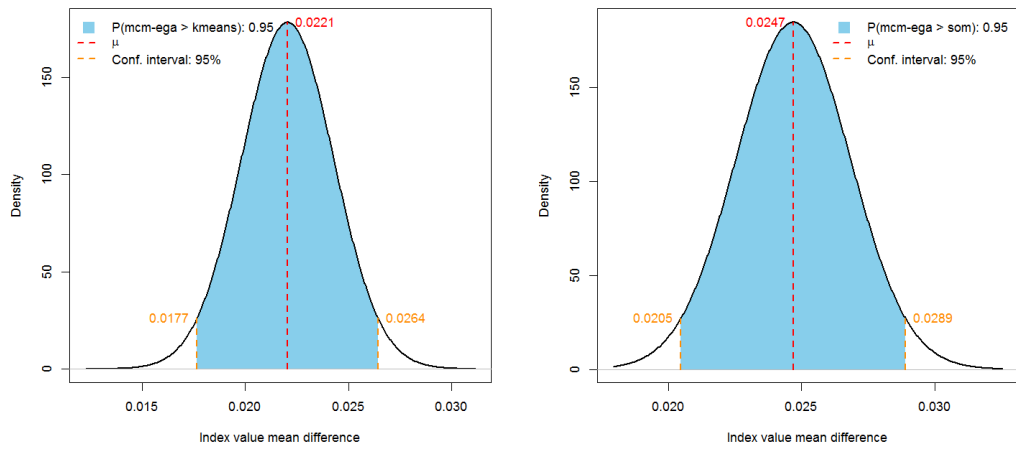 P(mcm-ega > kmeans): 0.95
μ
Conf. interval: 95%
0.0221
0.0177
0.0264
Density
0
50
100
150
0.015
0.020
0.025
0.030
Index value mean difference
P(mcm-ega > som): 0.95
μ
Conf. interval: 95%
0.0247
0.0205
0.0289
Density
0
50
100
150
0.020
0.025
0.030
Index value mean difference